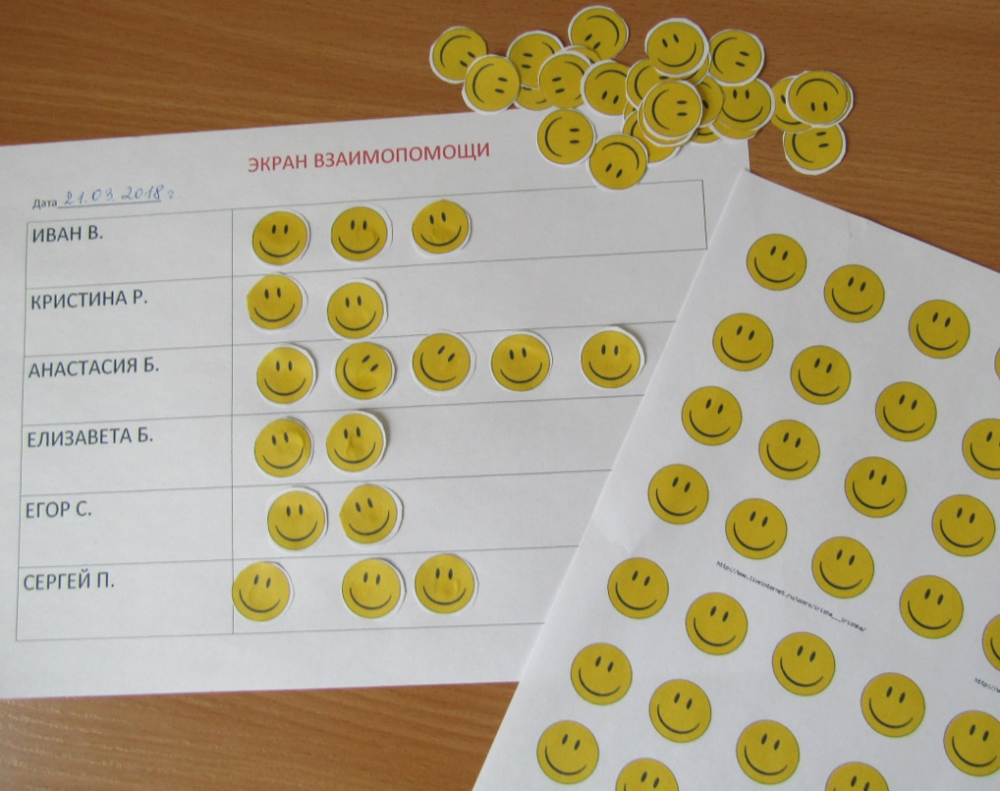 ЭКРАН ВЗАИМОПОМОЩИ
Дата 21.03.2018 г
ИВАН В.
КРИСТИНА Р.
АНАСТАСИЯ Б.
ЕЛИЗАВЕТА Б.
ЕГОР С.
СЕРГЕЙ П.